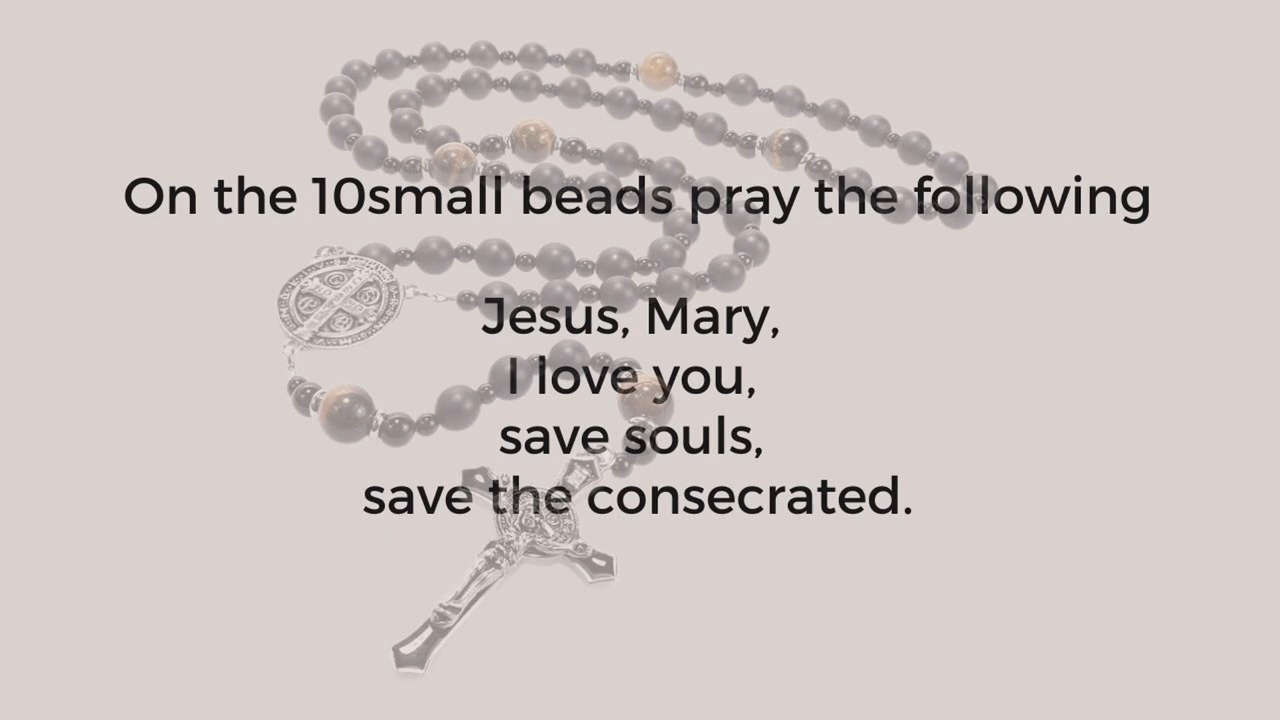 On the 10small beads pray the following
Jesus, Mary,
I love you,
save souls,
save the consecrated.